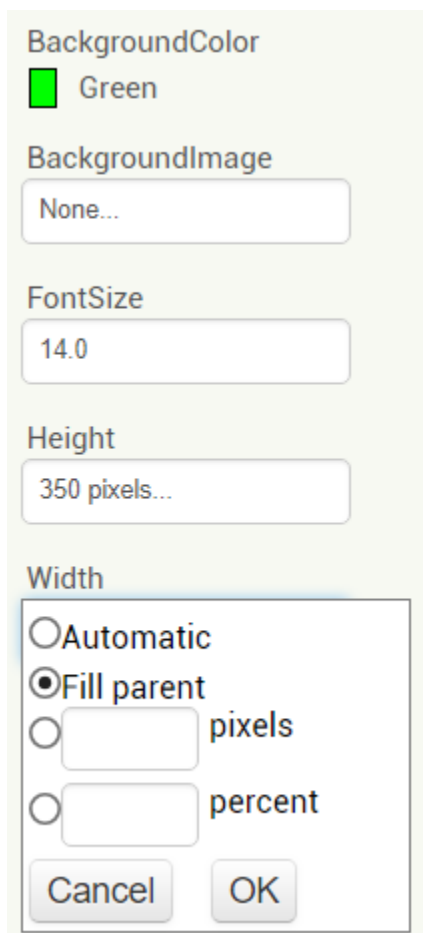 BackgroundColor
Green
BackgroundImage
None...
FontSize
14.0
Height
350 pixels...
Width
Automatic
Fill parent
pixels
percent
Cancel OK